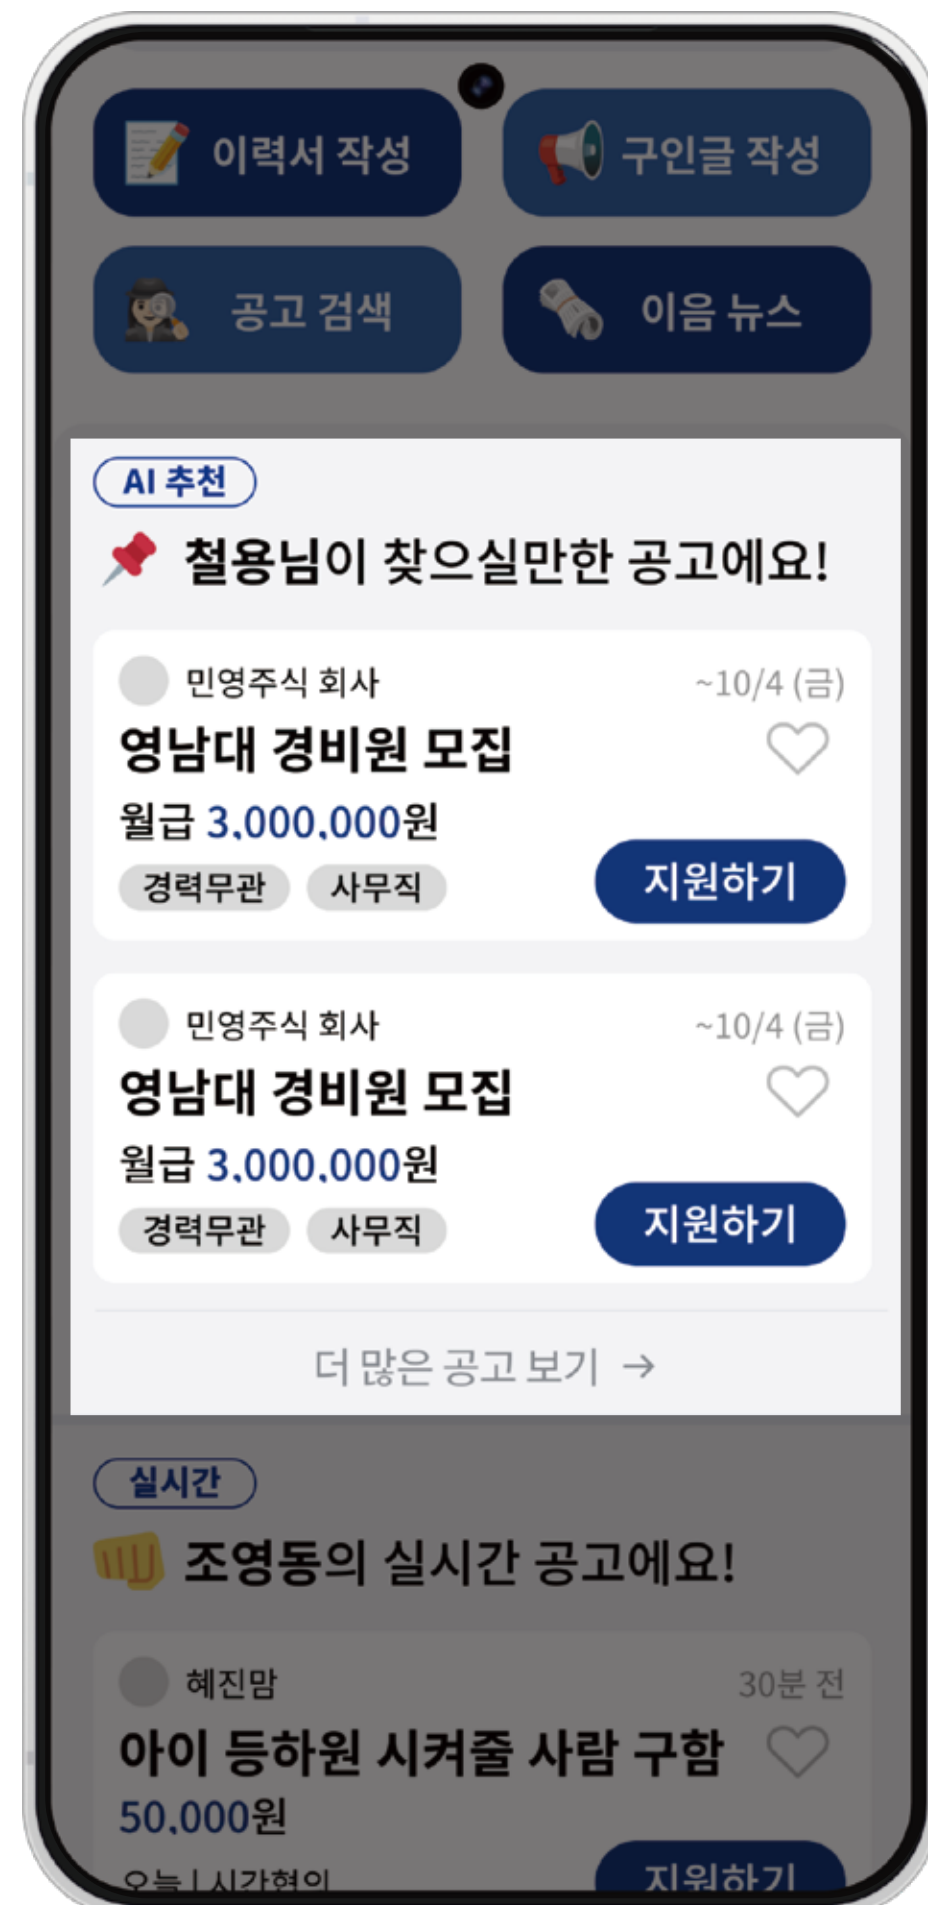 이력서 작성
구인글 작성
공고 검색
이음 뉴스
AI 추천
철용님이 찾으실만한 공고에요!
민영주식 회사
~10/4 (금)
영남대 경비원 모집
월급 3,000,000원
경력무관
사무직
지원하기
민영주식 회사
~10/4 (금)
영남대 경비원 모집
월급 3,000,000원
경력무관
사무직
지원하기
더 많은 공고 보기 →
실시간
조영동의 실시간 공고에요!
혜진맘
30분 전
아이 등하원 시켜줄 사람 구함
50,000원
오늘 | 시간협의
지원하기